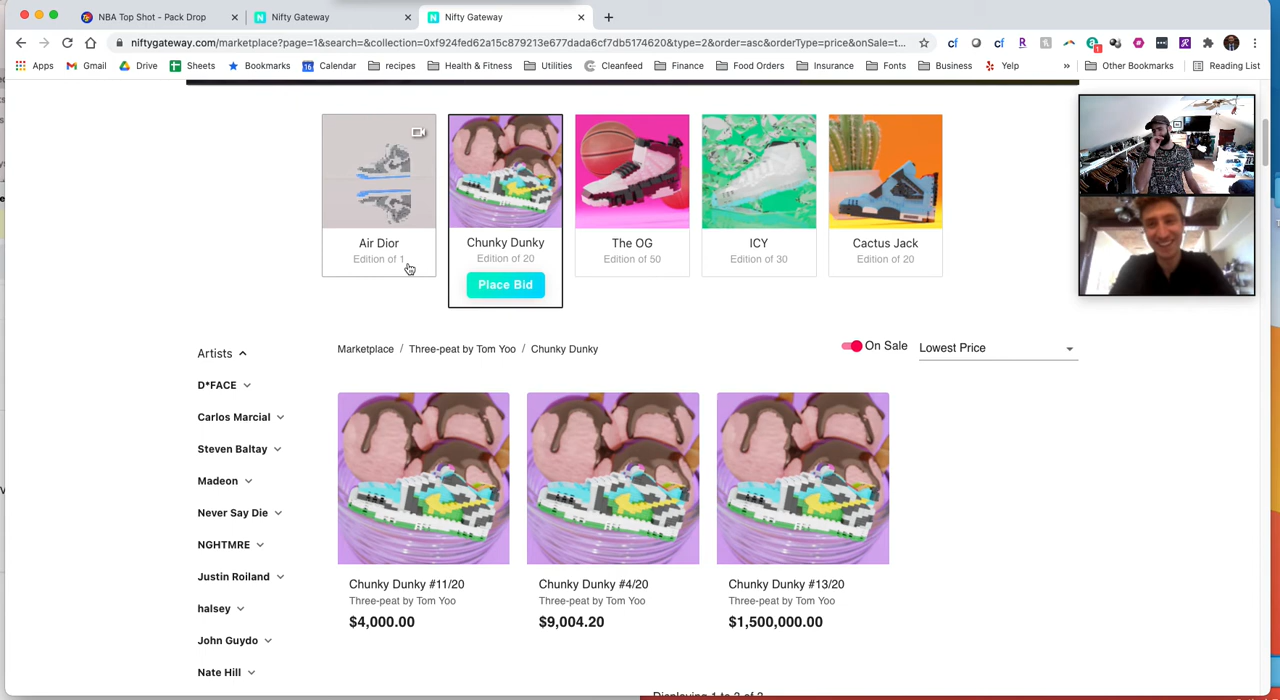 NBA Top Shot - Pack Drop
Nifty Gateway
Nifty Gateway
niftygateway.com/marketplace?page=1&search=&collection=0xf924fed62a15c879213e677dada6cf7db5174620&type=2&order=asc&orderType=price&onSale=t...
Apps Gmail Drive Sheets Bookmarks 16 Calendar recipes Health & Fitness Utilities Cleanfeed Finance Food Orders Insurance Fonts Business Yelp » Other Bookmarks Reading List
Air Dior
Edition of 1
Chunky Dunky
Edition of 20
Place Bid
The OG
Edition of 50
ICY
Edition of 30
Cactus Jack
Edition of 20
Artists
D*FACE
Carlos Marcial
Steven Baltay
Madeon
Never Say Die
NGHTMRE
Justin Roiland
halsey
John Guydo
Nate Hill
Marketplace / Three-peat by Tom Yoo / Chunky Dunky
On Sale
Lowest Price
Chunky Dunky #11/20
Three-peat by Tom Yoo
$4,000.00
Chunky Dunky #4/20
Three-peat by Tom Yoo
$9,004.20
Chunky Dunky #13/20
Three-peat by Tom Yoo
$1,500,000.00